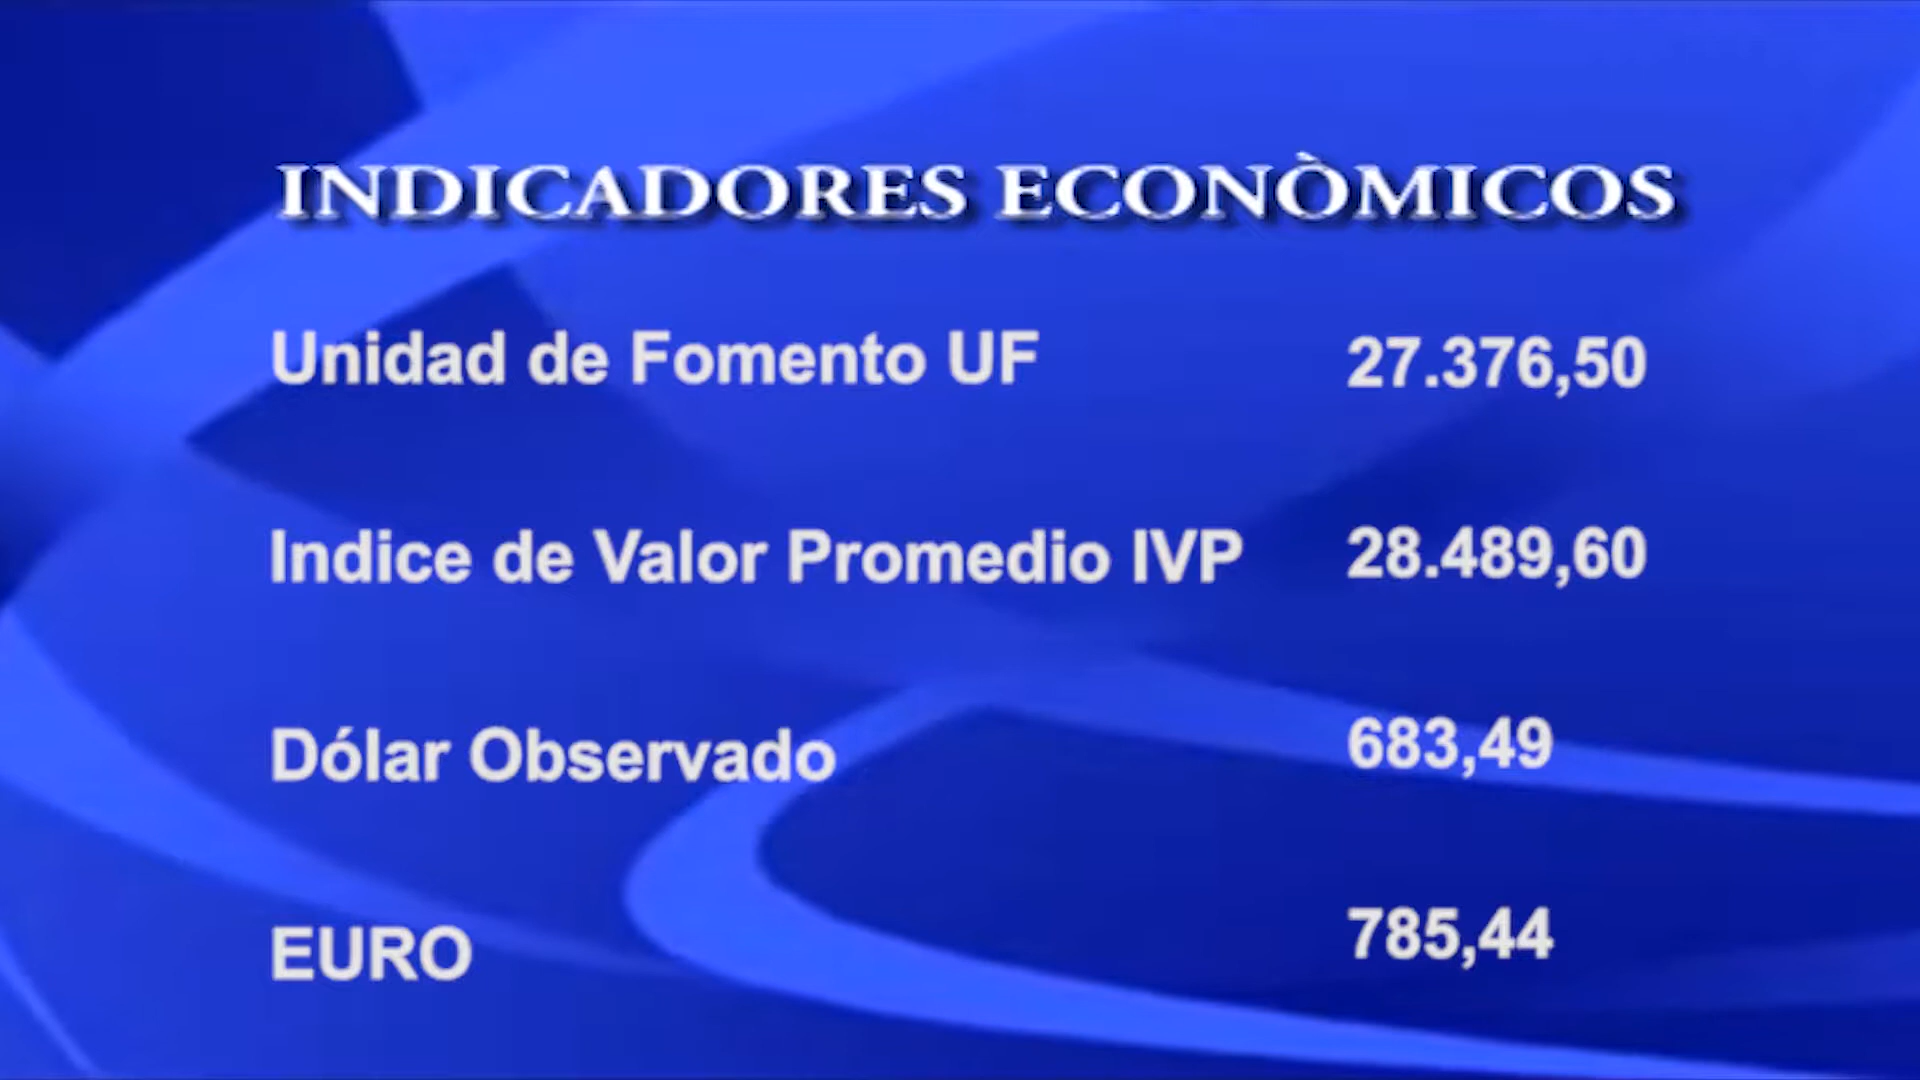 INDICADORES ECONÒMICOS
Unidad de Fomento UF 27.376,50
Indice de Valor Promedio IVP 28.489,60
Dólar Observado 683,49
EURO 785,44